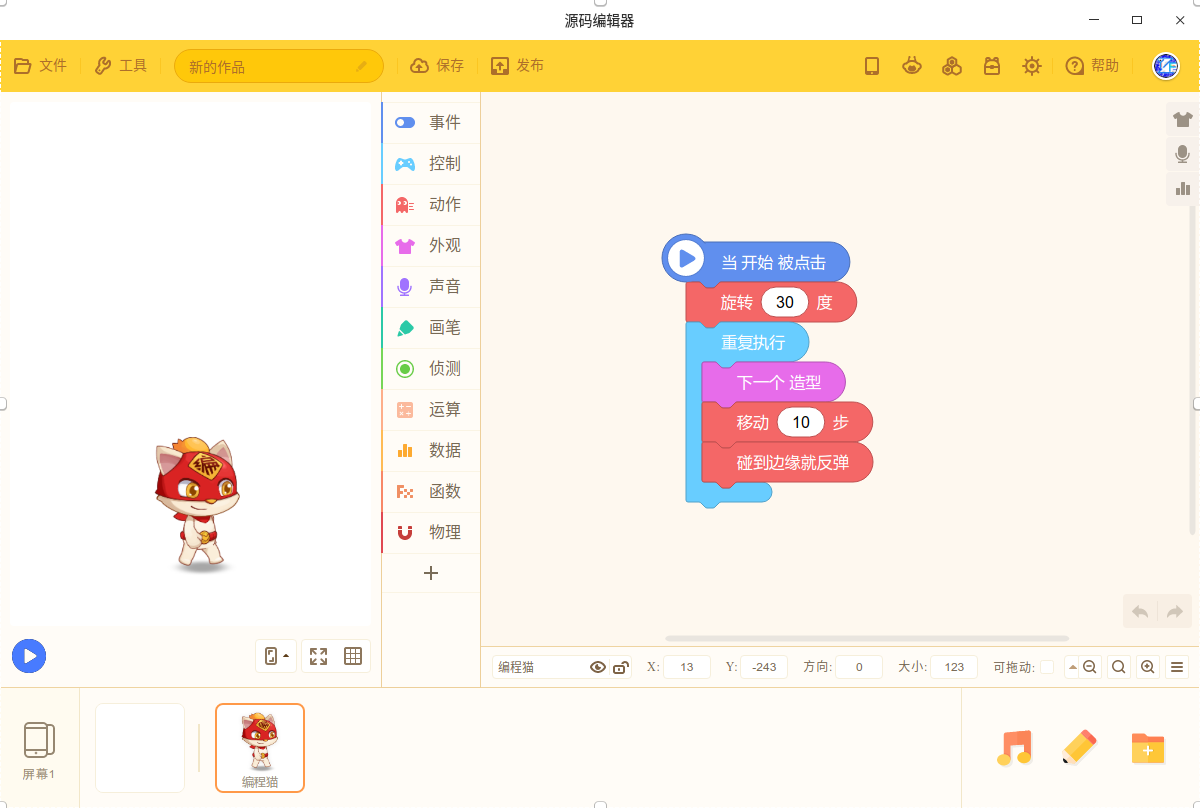 源码编辑器
文件
工具
新的作品
保存
发布
帮助
事件
控制
动作
外观
声音
画笔
侦测
运算
数据
函数
物理
当 开始 被点击
旋转 30 度
重复执行
下一个 造型
移动 10 步
碰到边缘就反弹
编
编程猫
X: 13
Y: -243
方向: 0
大小: 123
可拖动:
屏幕1
编
编程猫